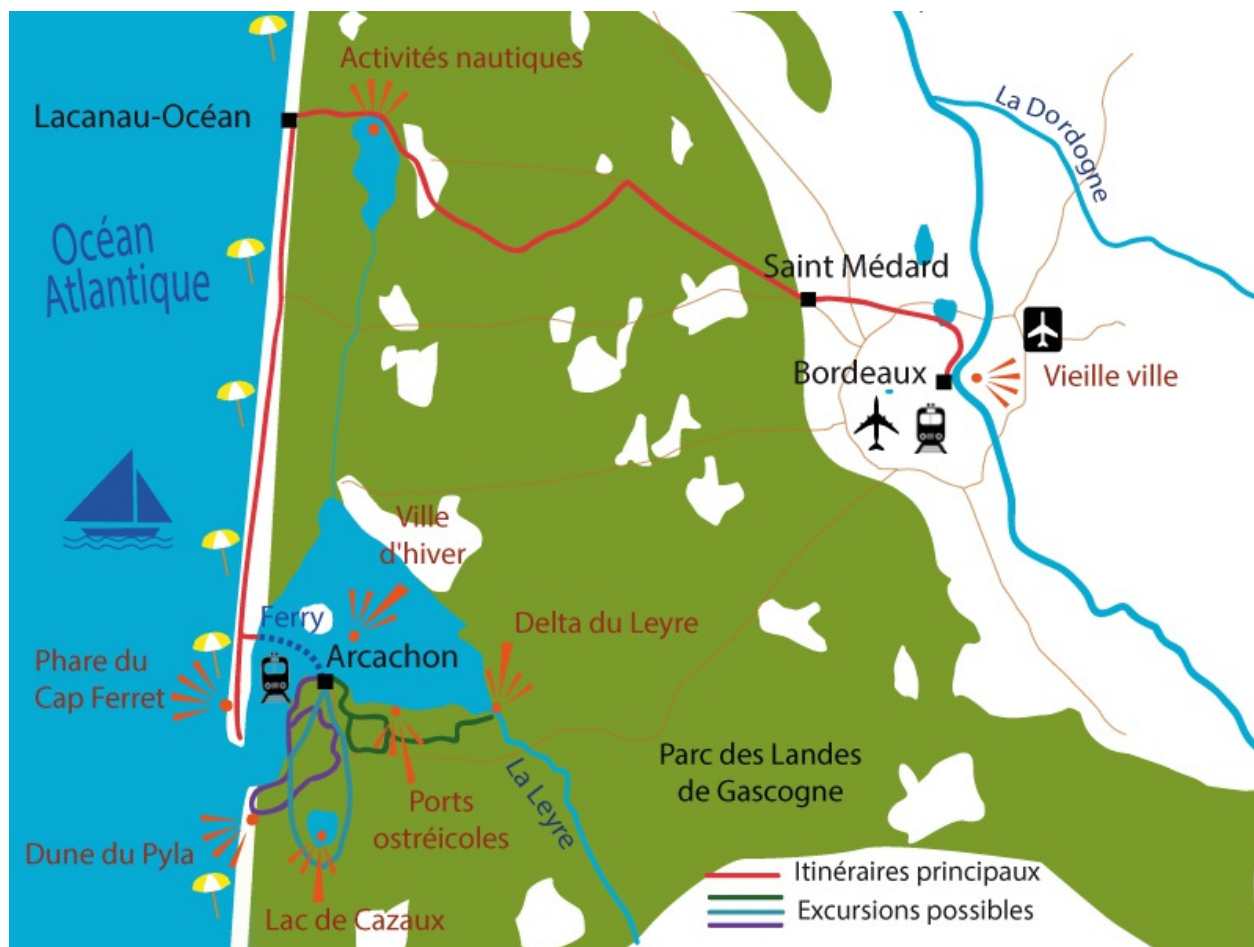 Activités nautiques
Lacanau-Océan
La Dordogne
Océan
Atlantique
Saint Médard
Bordeaux
Vieille ville
Ville
d'hiver
Ferry
Delta du Leyre
Arcachon
Phare du
Cap Ferret
Parc des Landes
de Gascogne
La Leyre
Ports
ostréicoles
Dune du Pyla
Lac de Cazaux
Itinéraires principaux
Excursions possibles